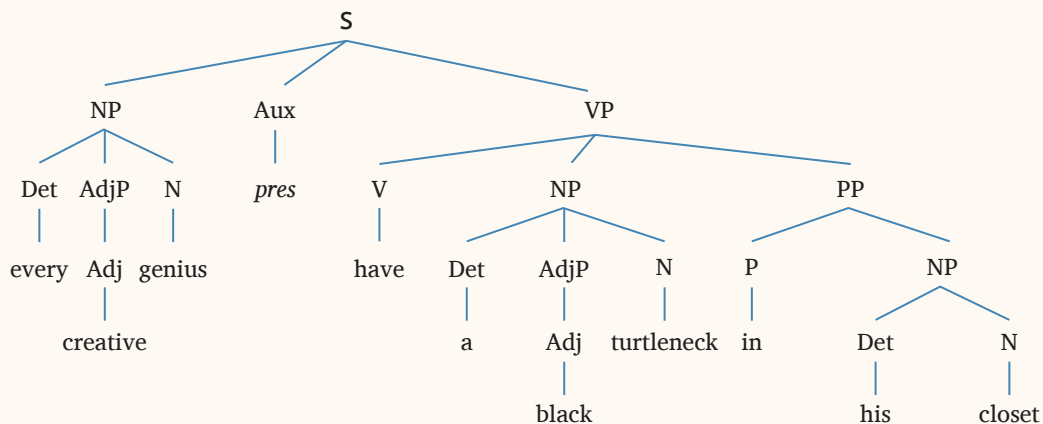 S
NP Aux VP
Det AdjP N pres V NP PP
every Adj genius have Det AdjP N P NP
creative a Adj turtleneck in Det N
black his closet